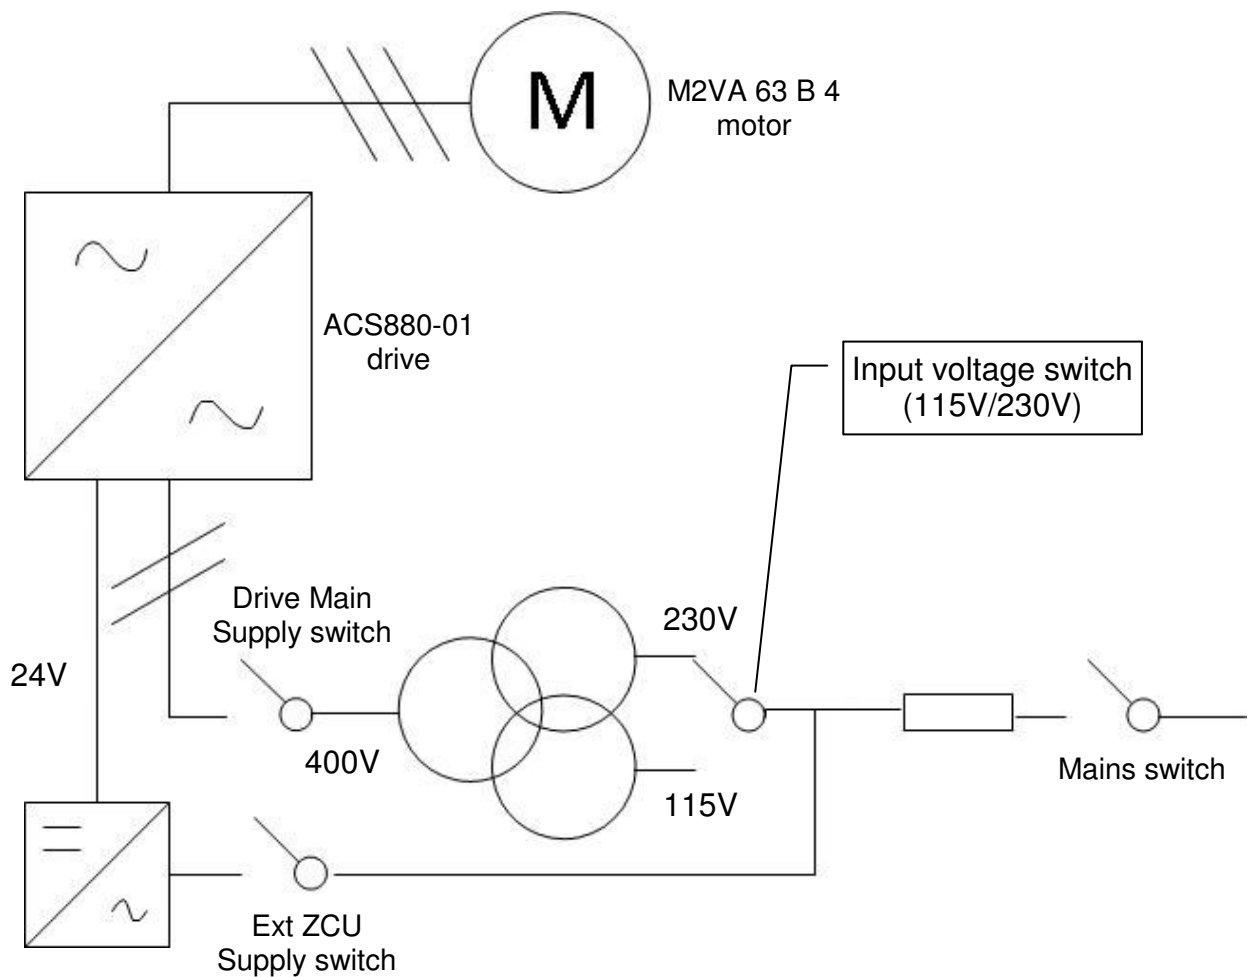 M
M2VA 63 B 4
motor
ACS880-01
drive
Input voltage switch
(115V/230V)
Drive Main
Supply switch
230V
24V
400V
115V
Mains switch
Ext ZCU
Supply switch